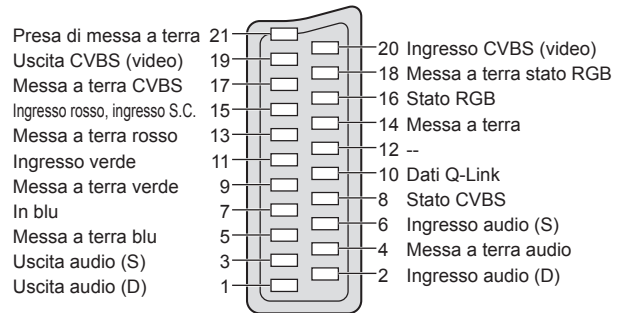 Presa di messa a terra 21
Uscita CVBS (video) 19
Messa a terra CVBS 17
Ingresso rosso, ingresso S.C. 15
Messa a terra rosso 13
Ingresso verde 11
Messa a terra verde 9
In blu 7
Messa a terra blu 5
Uscita audio (S) 3
Uscita audio (D) 1
20 Ingresso CVBS (video)
18 Messa a terra stato RGB
16 Stato RGB
14 Messa a terra
12 --
10 Dati Q-Link
8 Stato CVBS
6 Ingresso audio (S)
4 Messa a terra audio
2 Ingresso audio (D)